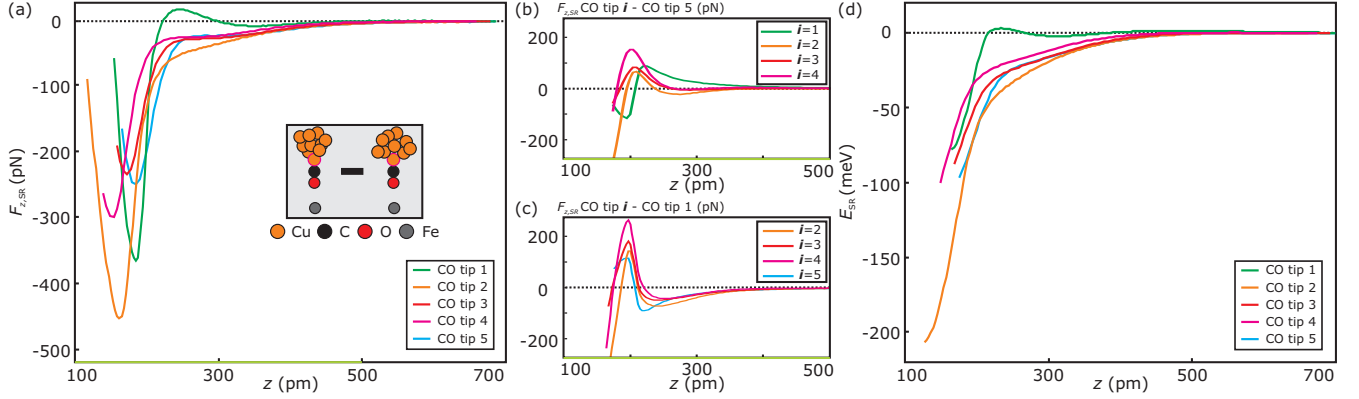 (a)
0
-100
-200
-300
-400
-500
F_z,SR (pN)
100
300
500
700
z (pm)
Cu C O Fe
CO tip 1
CO tip 2
CO tip 3
CO tip 4
CO tip 5
(b)
F_z,SR CO tip i - CO tip 5 (pN)
200
0
-200
i=1
i=2
i=3
i=4
100
300
500
z (pm)
(c)
F_z,SR CO tip i - CO tip 1 (pN)
200
0
-200
i=2
i=3
i=4
i=5
100
300
500
z (pm)
(d)
0
-50
-100
-150
-200
E_SR (meV)
100
300
500
700
z (pm)
CO tip 1
CO tip 2
CO tip 3
CO tip 4
CO tip 5